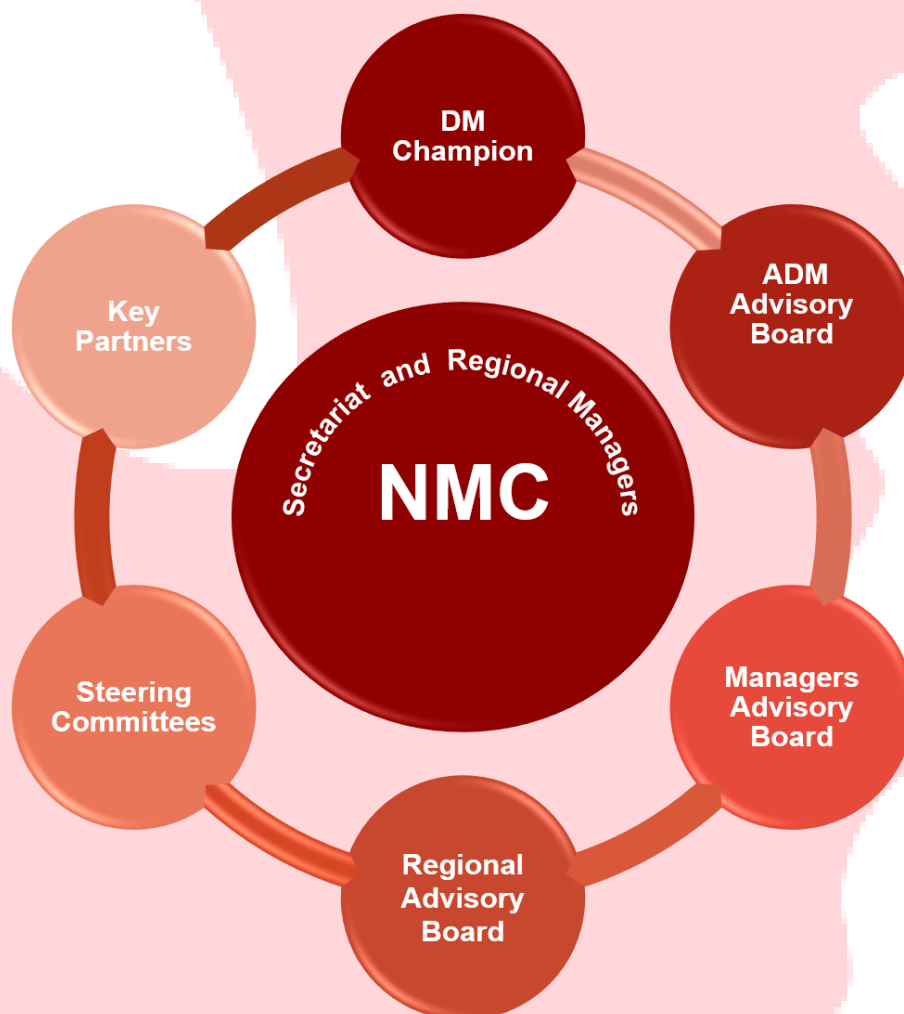 DM
Champion
ADM
Advisory
Board
Key
Partners
Secretariat and Regional Managers
NMC
Managers
Advisory
Board
Steering
Committees
Regional
Advisory
Board